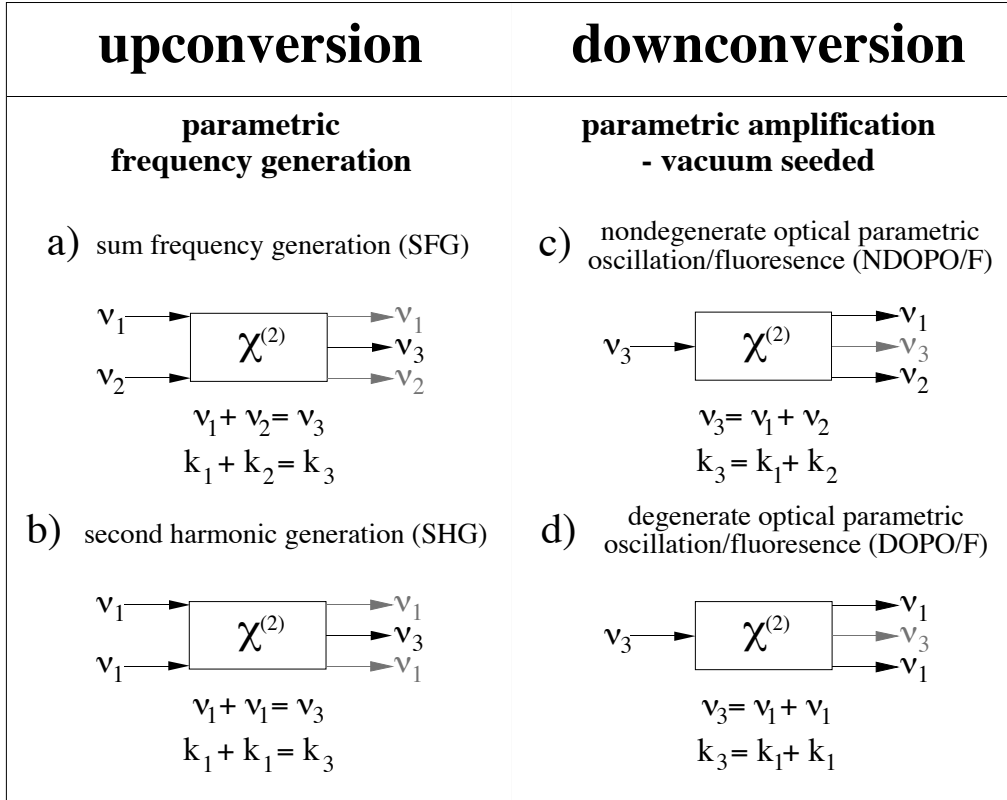 upconversion
downconversion
parametric
frequency generation
parametric amplification
- vacuum seeded
a) sum frequency generation (SFG)
ν₁
ν₂
χ⁽²⁾
ν₁
ν₃
ν₂
ν₁ + ν₂ = ν₃
k₁ + k₂ = k₃
b) second harmonic generation (SHG)
ν₁
ν₁
χ⁽²⁾
ν₁
ν₃
ν₁
ν₁ + ν₁ = ν₃
k₁ + k₁ = k₃
c) nondegenerate optical parametric
oscillation/fluoresence (NDOPO/F)
ν₃
χ⁽²⁾
ν₁
ν₃
ν₂
ν₃ = ν₁ + ν₂
k₃ = k₁ + k₂
d) degenerate optical parametric
oscillation/fluoresence (DOPO/F)
ν₃
χ⁽²⁾
ν₁
ν₃
ν₁
ν₃ = ν₁ + ν₁
k₃ = k₁ + k₁